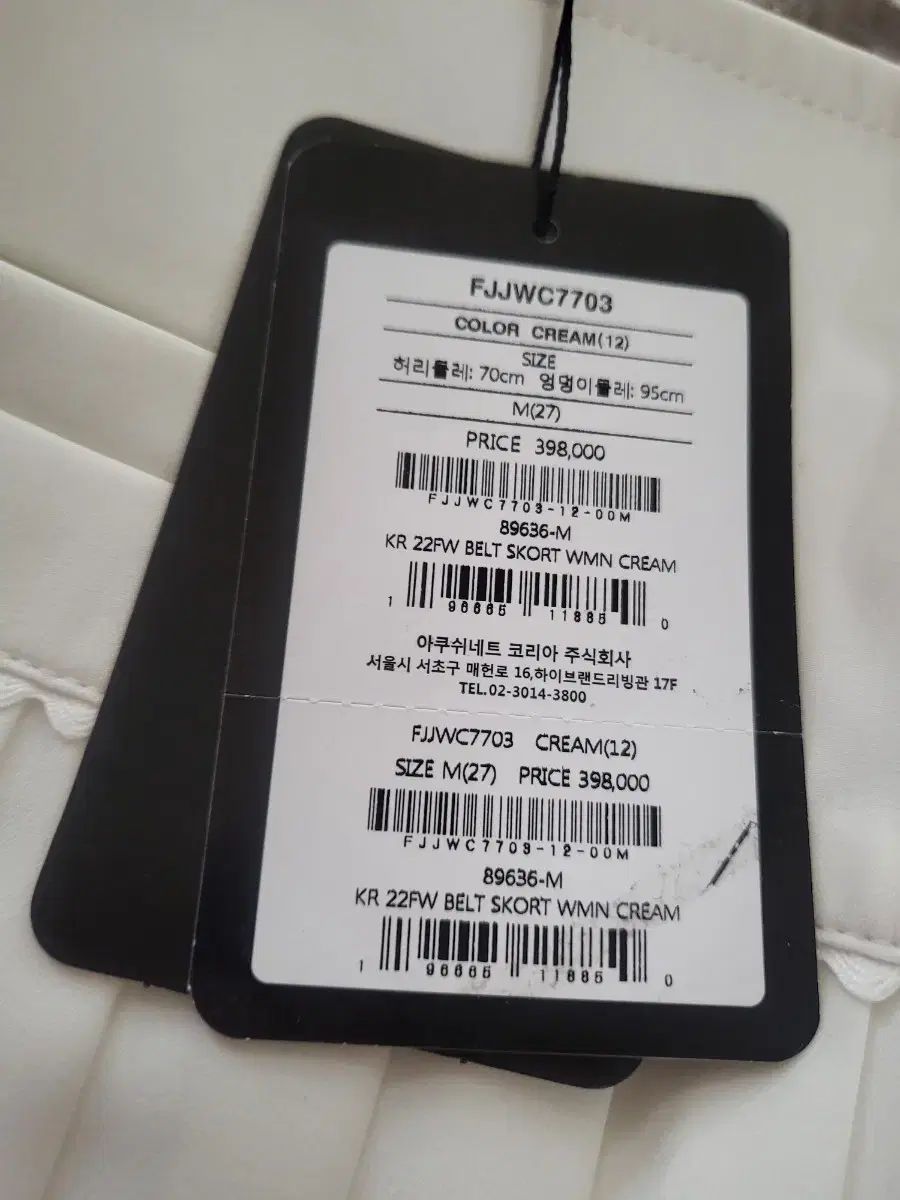 FJJWC7703
COLOR CREAM(12)
SIZE
허리둘레: 70cm 엉덩이둘레: 95cm
M(27)
PRICE 398,000
FJJWC7703-12-00M
89636-M
KR 22FW BELT SKORT WMN CREAM
1 96665 11885 0
아쿠쉬네트 코리아 주식회사
서울시 서초구 매헌로 16,하이브랜드리빙관 17F
TEL.02-3014-3800
FJJWC7703 CREAM(12)
SIZE M(27) PRICE 398,000
FJJWC7703-12-00M
89636-M
KR 22FW BELT SKORT WMN CREAM
1 96665 11885 0